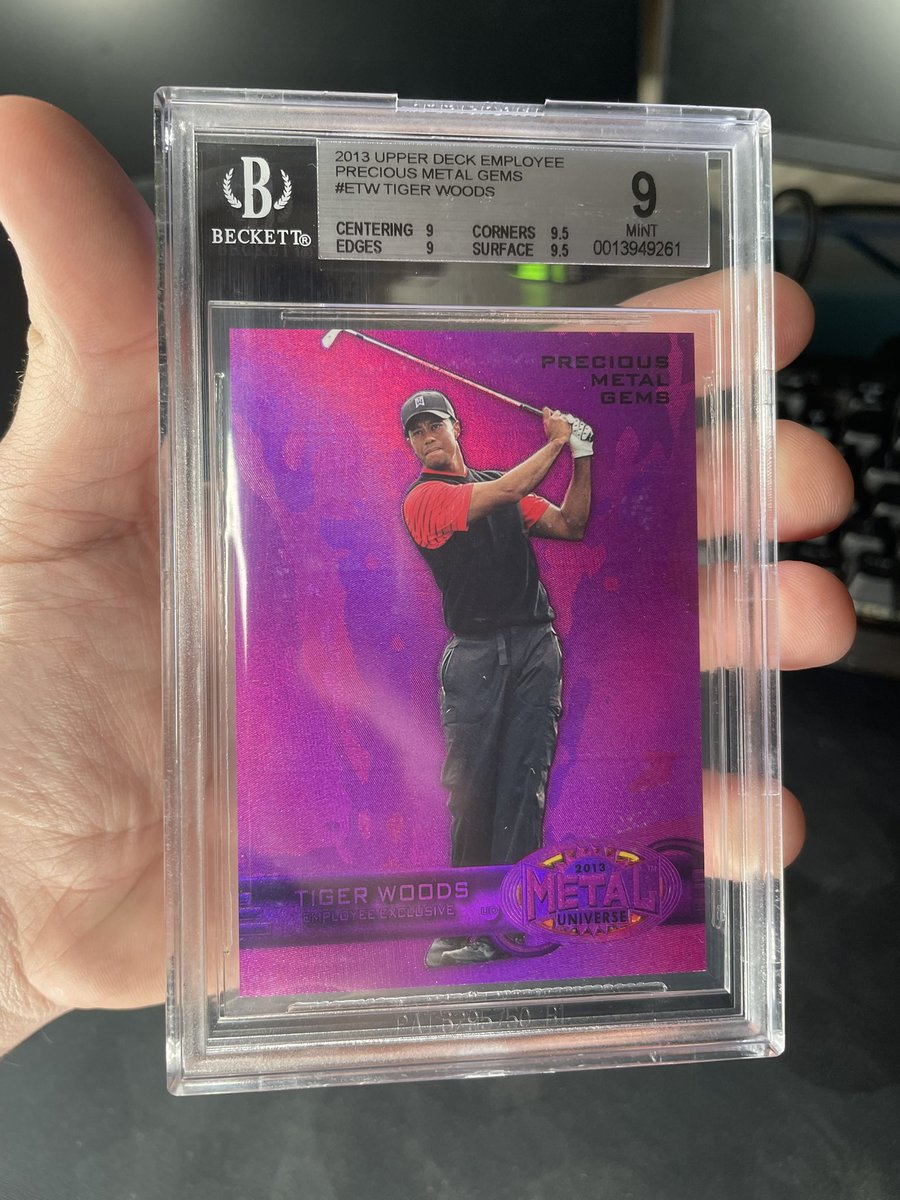 B
BECKETT®
2013 UPPER DECK EMPLOYEE
PRECIOUS METAL GEMS
#ETW TIGER WOODS
CENTERING 9 CORNERS 9.5
EDGES 9 SURFACE 9.5
9
MINT
0013949261
PRECIOUS
METAL
GEMS
TIGER WOODS
EMPLOYEE EXCLUSIVE
2013
METAL
UNIVERSE